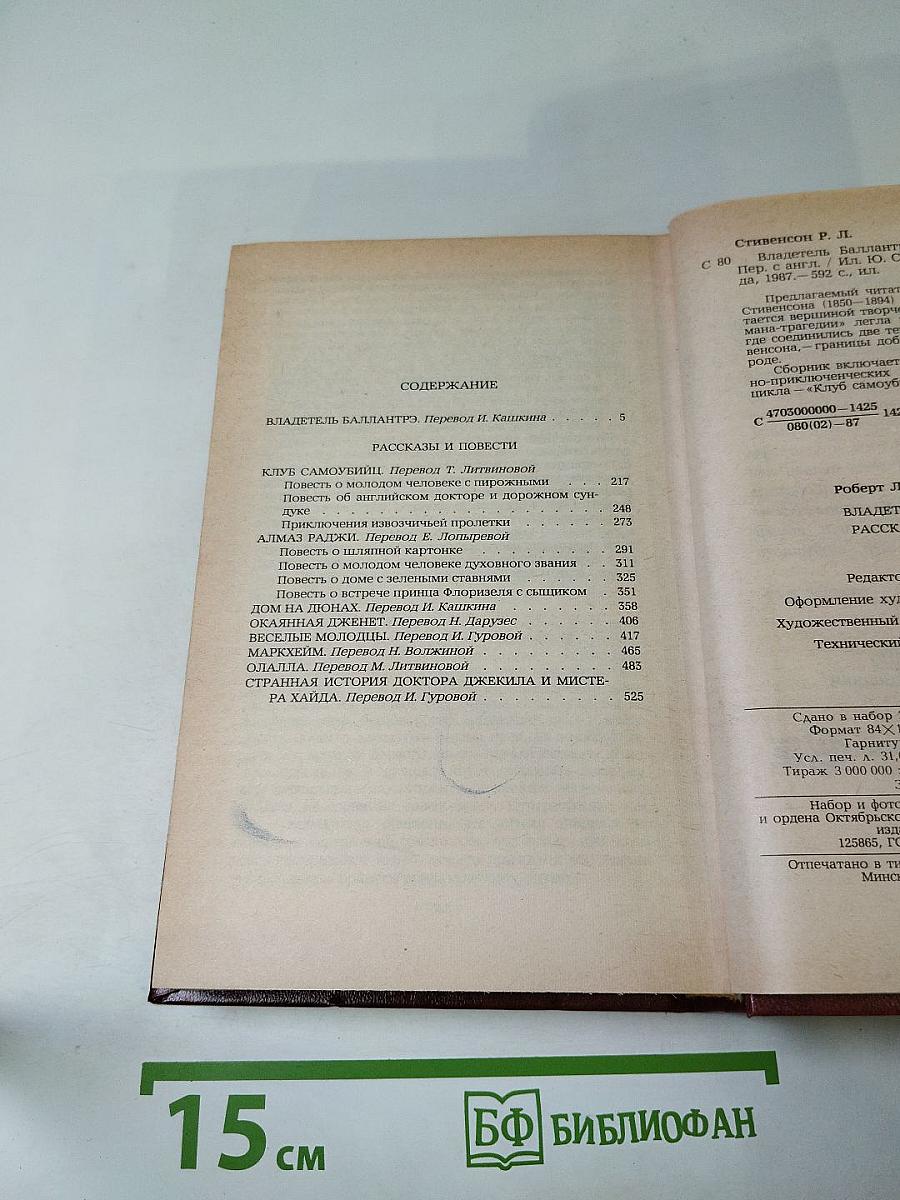 СОДЕРЖАНИЕ
ВЛАДЕТЕЛЬ БАЛЛАНТРЭ. Перевод И. Кашкина . . . . . 5
РАССКАЗЫ И ПОВЕСТИ
КЛУБ САМОУБИЙЦ. Перевод Т. Литвиновой
Повесть о молодом человеке с пирожными . . . 217
Повесть об английском докторе и дорожном сун-
дуке . . . . . . . . . . . . . . . . . . . . 248
Приключения извозчичьей пролетки . . . . . . 273
АЛМАЗ РАДЖИ. Перевод Е. Лопыревой
Повесть о шляпной картонке . . . . . . . . . 291
Повесть о молодом человеке духовного звания . . 311
Повесть о доме с зелеными ставнями . . . . . . 325
Повесть о встрече принца Флоризеля с сыщиком . 351
ДОМ НА ДЮНАХ. Перевод И. Кашкина . . . . . . . 358
ОКАЯННАЯ ДЖЕНЕТ. Перевод Н. Дарузес . . . . . . 406
ВЕСЕЛЫЕ МОЛОДЦЫ. Перевод И. Гуровой . . . . . . 417
МАРКХЕЙМ. Перевод Н. Волжиной . . . . . . . . . 465
ОЛАЛЛА. Перевод М. Литвиновой . . . . . . . . . 483
СТРАННАЯ ИСТОРИЯ ДОКТОРА ДЖЕКИЛА И МИСТЕ-
РА ХАЙДА. Перевод И. Гуровой . . . . . . . . . 525
Стивенсон Р. Л.
С 80 Владетель Баллантр
Пер. с англ. / Ил. Ю. С
да, 1987.— 592 с., ил.
Предлагаемый читат
Стивенсона (1850—1894)
тается вершиной творче
мана-трагедии» легла
где соединились две те
венсона,— границы доб
роде.
Сборник включает
но-приключенческих
цикла — «Клуб самоуб
С 4703000000—1425 142
080(02)—87
Роберт Л
ВЛАДЕТ
РАССК
Редакто
Оформление худ
Художественный
Технический
Сдано в набор
Формат 84×1
Гарниту
Усл. печ. л. 31,
Тираж 3 000 000
Набор и фото
и ордена Октябрьско
изд
125865, ГС
Отпечатано в ти
Минск
15 см
БФ БИБЛИОФАН